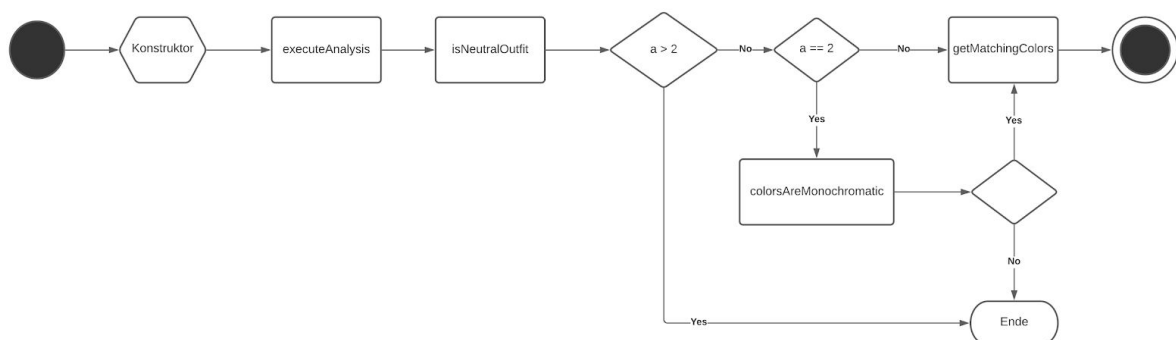 Konstruktor
executeAnalysis
isNeutralOutfit
a > 2
No
a == 2
No
getMatchingColors
Yes
Yes
colorsAreMonochromatic
No
Yes
Ende